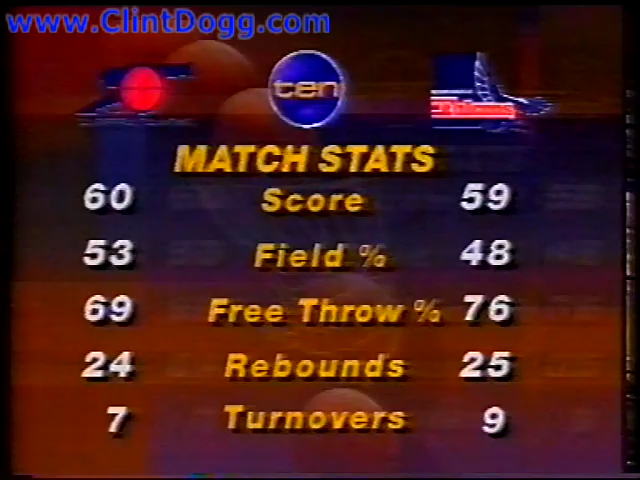 www.ClintDogg.com
ten
MATCH STATS
60 Score 59
53 Field % 48
69 Free Throw % 76
24 Rebounds 25
7 Turnovers 9